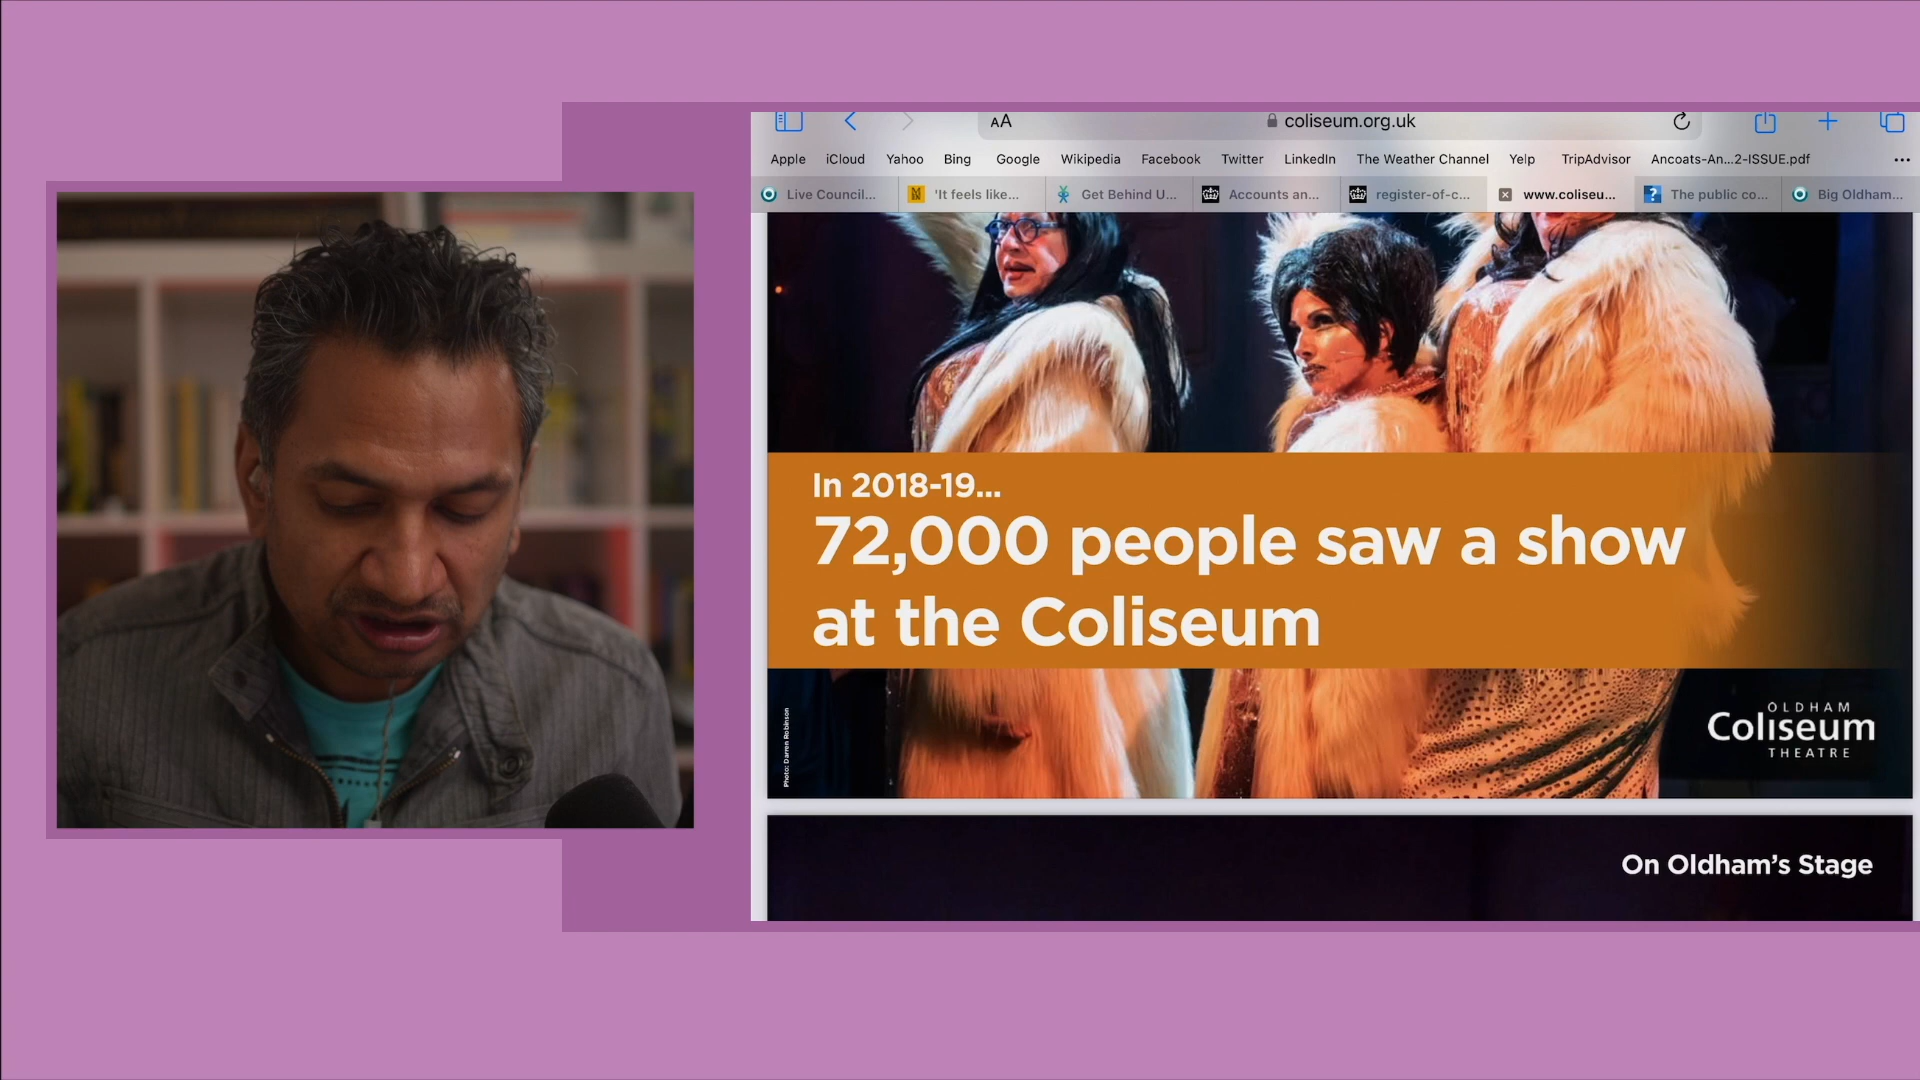 AA
coliseum.org.uk
Apple iCloud Yahoo Bing Google Wikipedia Facebook Twitter LinkedIn The Weather Channel Yelp TripAdvisor Ancoats-An...2-ISSUE.pdf
Live Council... 'It feels like... Get Behind U... Accounts an... register-of-c... www.coliseu... The public co... Big Oldham...
In 2018-19...
72,000 people saw a show
at the Coliseum
Photo: Darren Robinson
OLDHAM
Coliseum
THEATRE
On Oldham's Stage